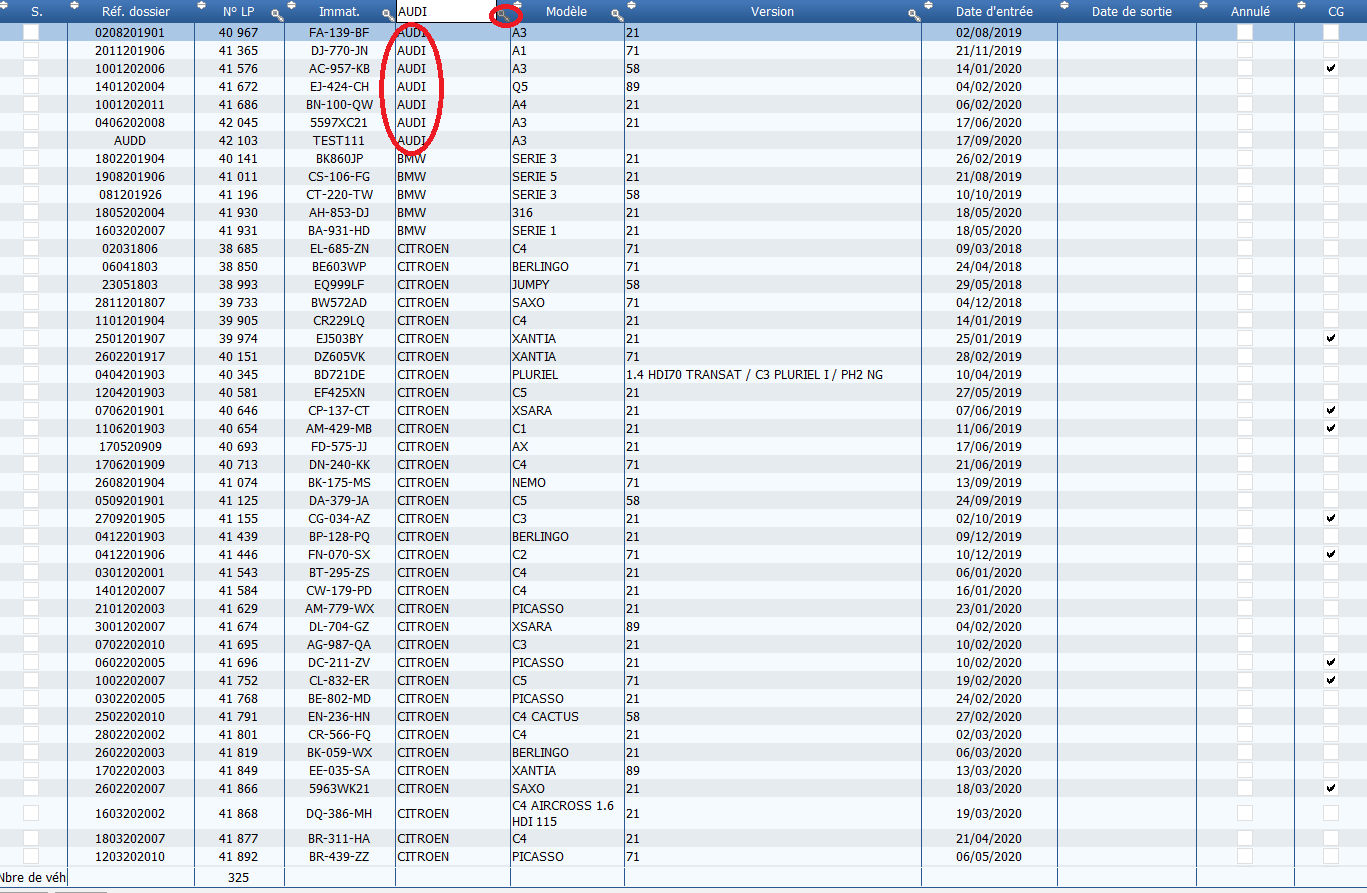 S. Réf. dossier N° LP Immat. AUDI Modèle Version Date d'entrée Date de sortie Annulé CG
0208201901 40 967 FA-139-BF AUDI A3 21 02/08/2019
2011201906 41 365 DJ-770-JN AUDI A1 71 21/11/2019
1001202006 41 576 AC-957-KB AUDI A3 58 14/01/2020
1401202004 41 672 EJ-424-CH AUDI Q5 89 04/02/2020
1001202011 41 686 BN-100-QW AUDI A4 21 06/02/2020
0406202008 42 045 5597XC21 AUDI A3 21 17/06/2020
AUDD 42 103 TEST111 AUDI A3 17/09/2020
1802201904 40 141 BK860JP BMW SERIE 3 21 26/02/2019
1908201906 41 011 CS-106-FG BMW SERIE 5 21 21/08/2019
081201926 41 196 CT-220-TW BMW SERIE 3 58 10/10/2019
1805202004 41 930 AH-853-DJ BMW 316 21 18/05/2020
1603202007 41 931 BA-931-HD BMW SERIE 1 21 18/05/2020
02031806 38 685 EL-685-ZN CITROEN C4 71 09/03/2018
06041803 38 850 BE603WP CITROEN BERLINGO 71 24/04/2018
23051803 38 993 EQ999LF CITROEN JUMPY 58 29/05/2018
2811201807 39 733 BW572AD CITROEN SAXO 71 04/12/2018
1101201904 39 905 CR229LQ CITROEN C4 21 14/01/2019
2501201907 39 974 EJ503BY CITROEN XANTIA 21 25/01/2019
2602201917 40 151 DZ605VK CITROEN XANTIA 71 28/02/2019
0404201903 40 345 BD721DE CITROEN PLURIEL 1.4 HDI70 TRANSAT / C3 PLURIEL I / PH2 NG 10/04/2019
1204201903 40 581 EF425XN CITROEN C5 21 27/05/2019
0706201901 40 646 CP-137-CT CITROEN XSARA 21 07/06/2019
1106201903 40 654 AM-429-MB CITROEN C1 21 11/06/2019
170520909 40 693 FD-575-JJ CITROEN AX 21 17/06/2019
1706201909 40 713 DN-240-KK CITROEN C4 71 21/06/2019
2608201904 41 074 BK-175-MS CITROEN NEMO 71 13/09/2019
0509201901 41 125 DA-379-JA CITROEN C5 58 24/09/2019
2709201905 41 155 CG-034-AZ CITROEN C3 21 02/10/2019
0412201903 41 439 BP-128-PQ CITROEN BERLINGO 21 09/12/2019
0412201906 41 446 FN-070-SX CITROEN C2 71 10/12/2019
0301202001 41 543 BT-295-ZS CITROEN C4 21 06/01/2020
1401202007 41 584 CW-179-PD CITROEN C4 21 16/01/2020
2101202003 41 629 AM-779-WX CITROEN PICASSO 21 23/01/2020
3001202007 41 674 DL-704-GZ CITROEN XSARA 89 04/02/2020
0702202010 41 695 AG-987-QA CITROEN C3 21 10/02/2020
0602202005 41 696 DC-211-ZV CITROEN PICASSO 21 10/02/2020
1002202007 41 752 CL-832-ER CITROEN C5 71 19/02/2020
0302202005 41 768 BE-802-MD CITROEN PICASSO 21 24/02/2020
2502202010 41 791 EN-236-HN CITROEN C4 CACTUS 58 27/02/2020
2802202002 41 801 CR-566-FQ CITROEN C4 21 02/03/2020
2602202003 41 819 BK-059-WX CITROEN BERLINGO 21 06/03/2020
1702202003 41 849 EE-035-SA CITROEN XANTIA 89 13/03/2020
2602202007 41 866 5963WK21 CITROEN SAXO 21 18/03/2020
1603202002 41 868 DQ-386-MH CITROEN C4 AIRCROSS 1.6 21 19/03/2020
HDI 115
1803202007 41 877 BR-311-HA CITROEN C4 21 21/04/2020
1203202010 41 892 BR-439-ZZ CITROEN PICASSO 71 06/05/2020
Nbre de véh 325